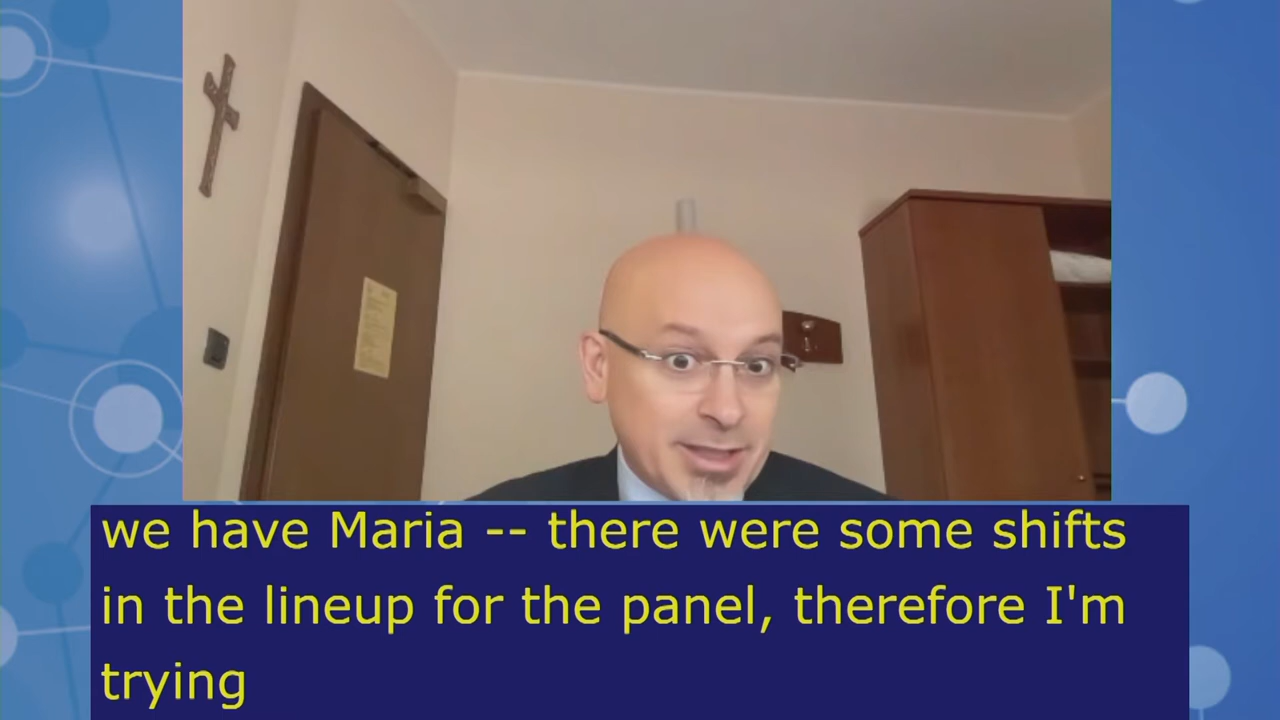 we have Maria -- there were some shifts
in the lineup for the panel, therefore I'm
trying